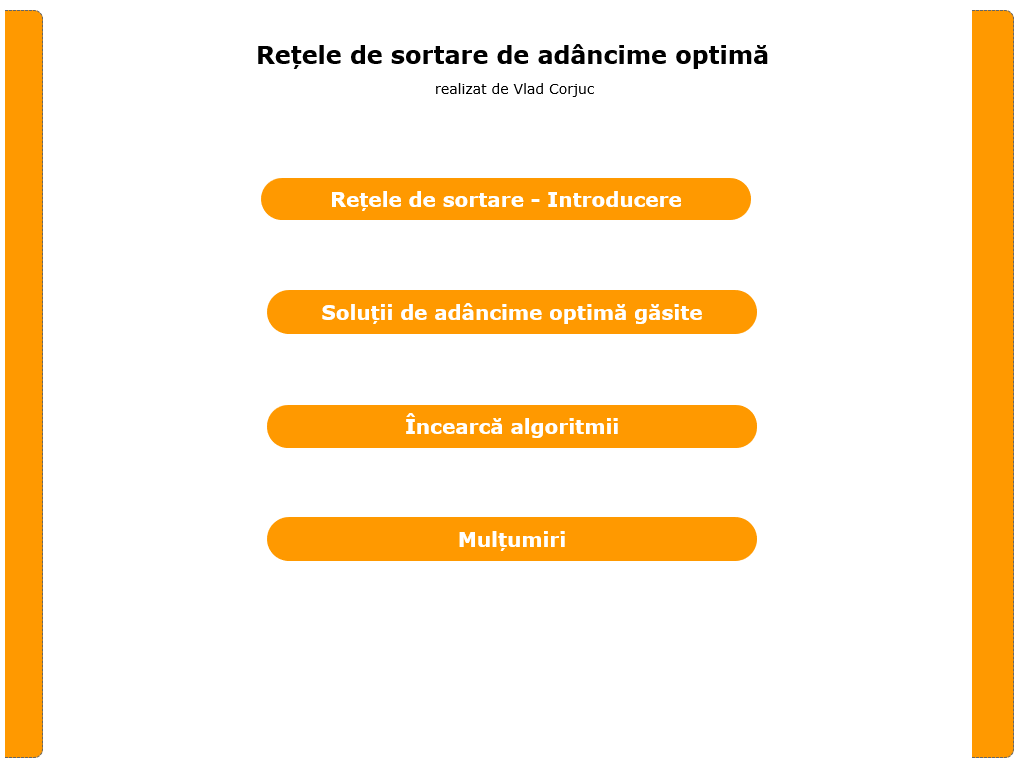 Rețele de sortare de adâncime optimă
realizat de Vlad Corjuc
Rețele de sortare - Introducere
Soluții de adâncime optimă găsite
Încearcă algoritmii
Mulțumiri